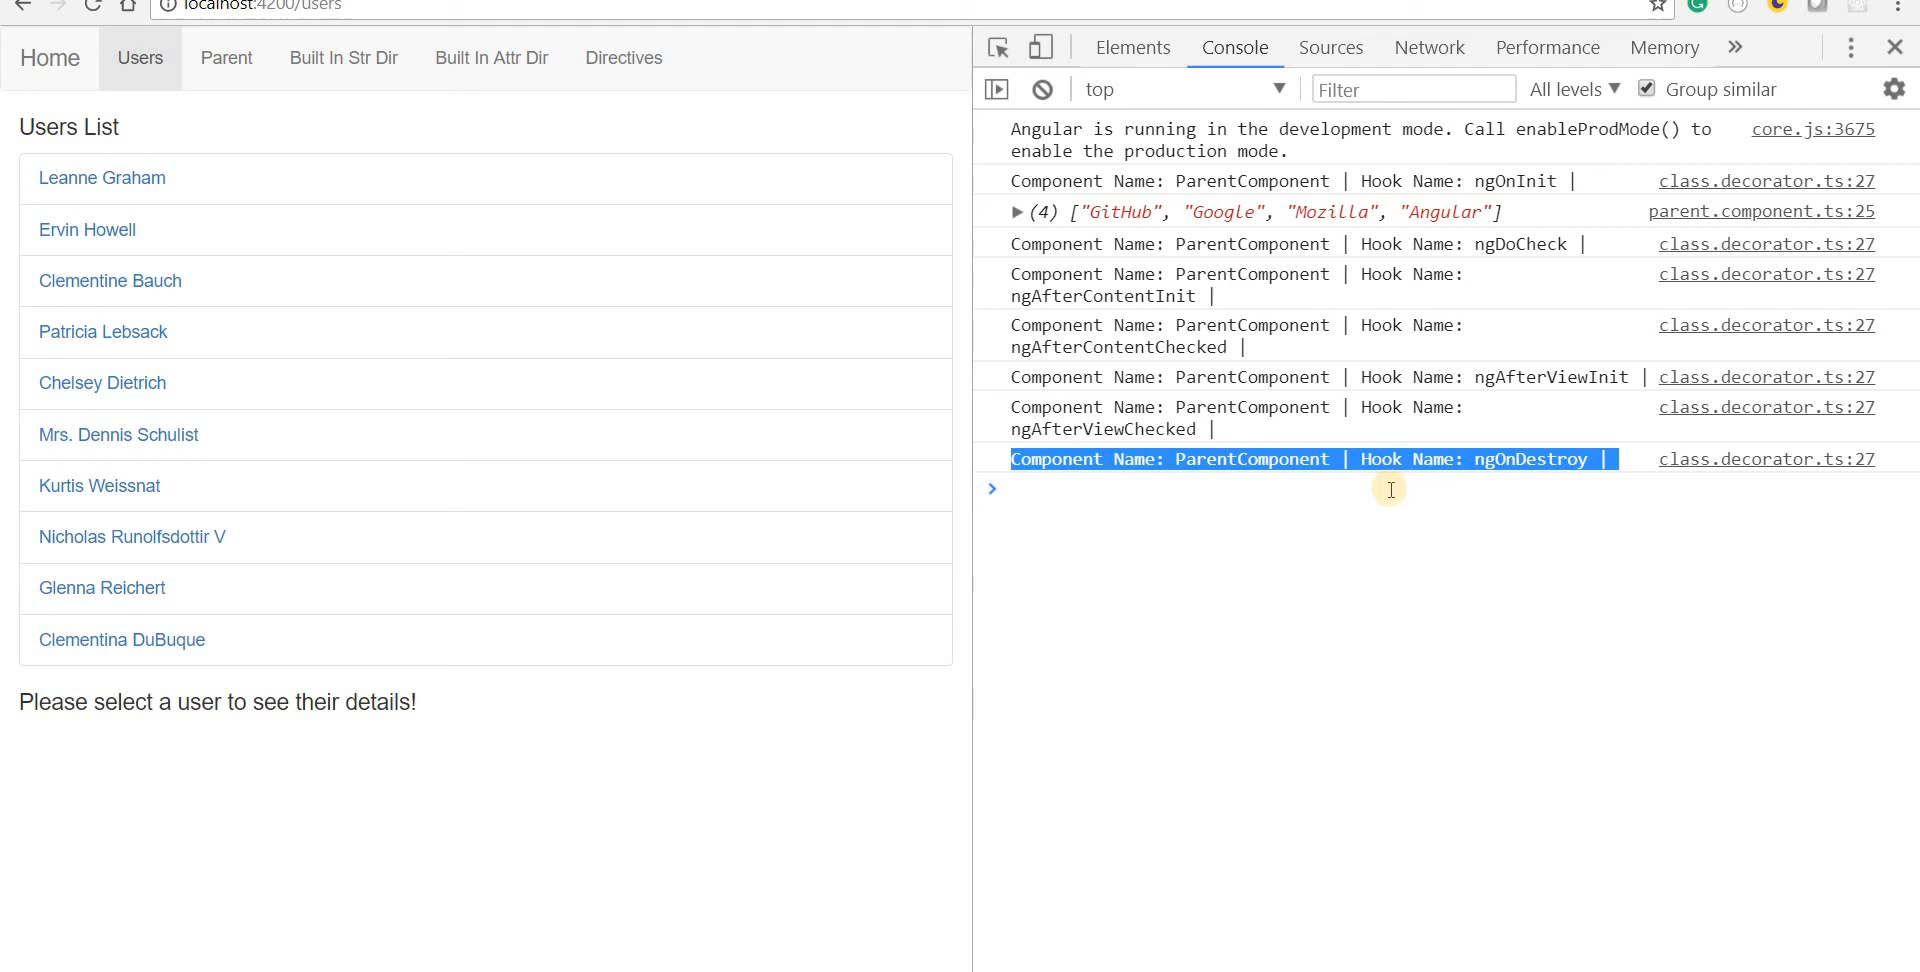 localhost:4200/users
Home Users Parent Built In Str Dir Built In Attr Dir Directives
Users List
Leanne Graham
Ervin Howell
Clementine Bauch
Patricia Lebsack
Chelsey Dietrich
Mrs. Dennis Schulist
Kurtis Weissnat
Nicholas Runolfsdottir V
Glenna Reichert
Clementina DuBuque
Please select a user to see their details!
Elements Console Sources Network Performance Memory »
top Filter All levels Group similar
Angular is running in the development mode. Call enableProdMode() to core.js:3675
enable the production mode.
Component Name: ParentComponent | Hook Name: ngOnInit | class.decorator.ts:27
(4) ["GitHub", "Google", "Mozilla", "Angular"] parent.component.ts:25
Component Name: ParentComponent | Hook Name: ngDoCheck | class.decorator.ts:27
Component Name: ParentComponent | Hook Name: class.decorator.ts:27
ngAfterContentInit |
Component Name: ParentComponent | Hook Name: class.decorator.ts:27
ngAfterContentChecked |
Component Name: ParentComponent | Hook Name: ngAfterViewInit | class.decorator.ts:27
Component Name: ParentComponent | Hook Name: class.decorator.ts:27
ngAfterViewChecked |
Component Name: ParentComponent | Hook Name: ngOnDestroy | class.decorator.ts:27